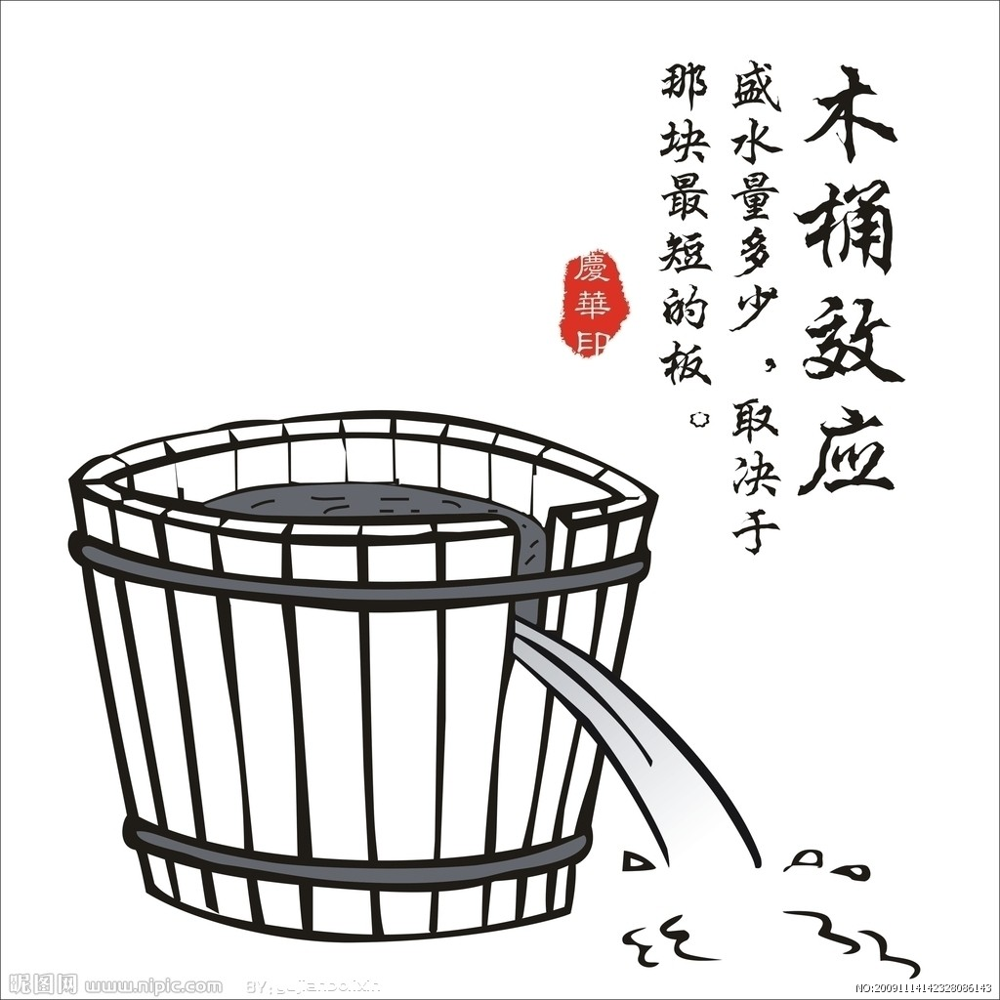 木桶效应
盛水量多少，取决于
那块最短的板。
慶華印
昵图网 www.nipic.com
NO:20091114142328086143